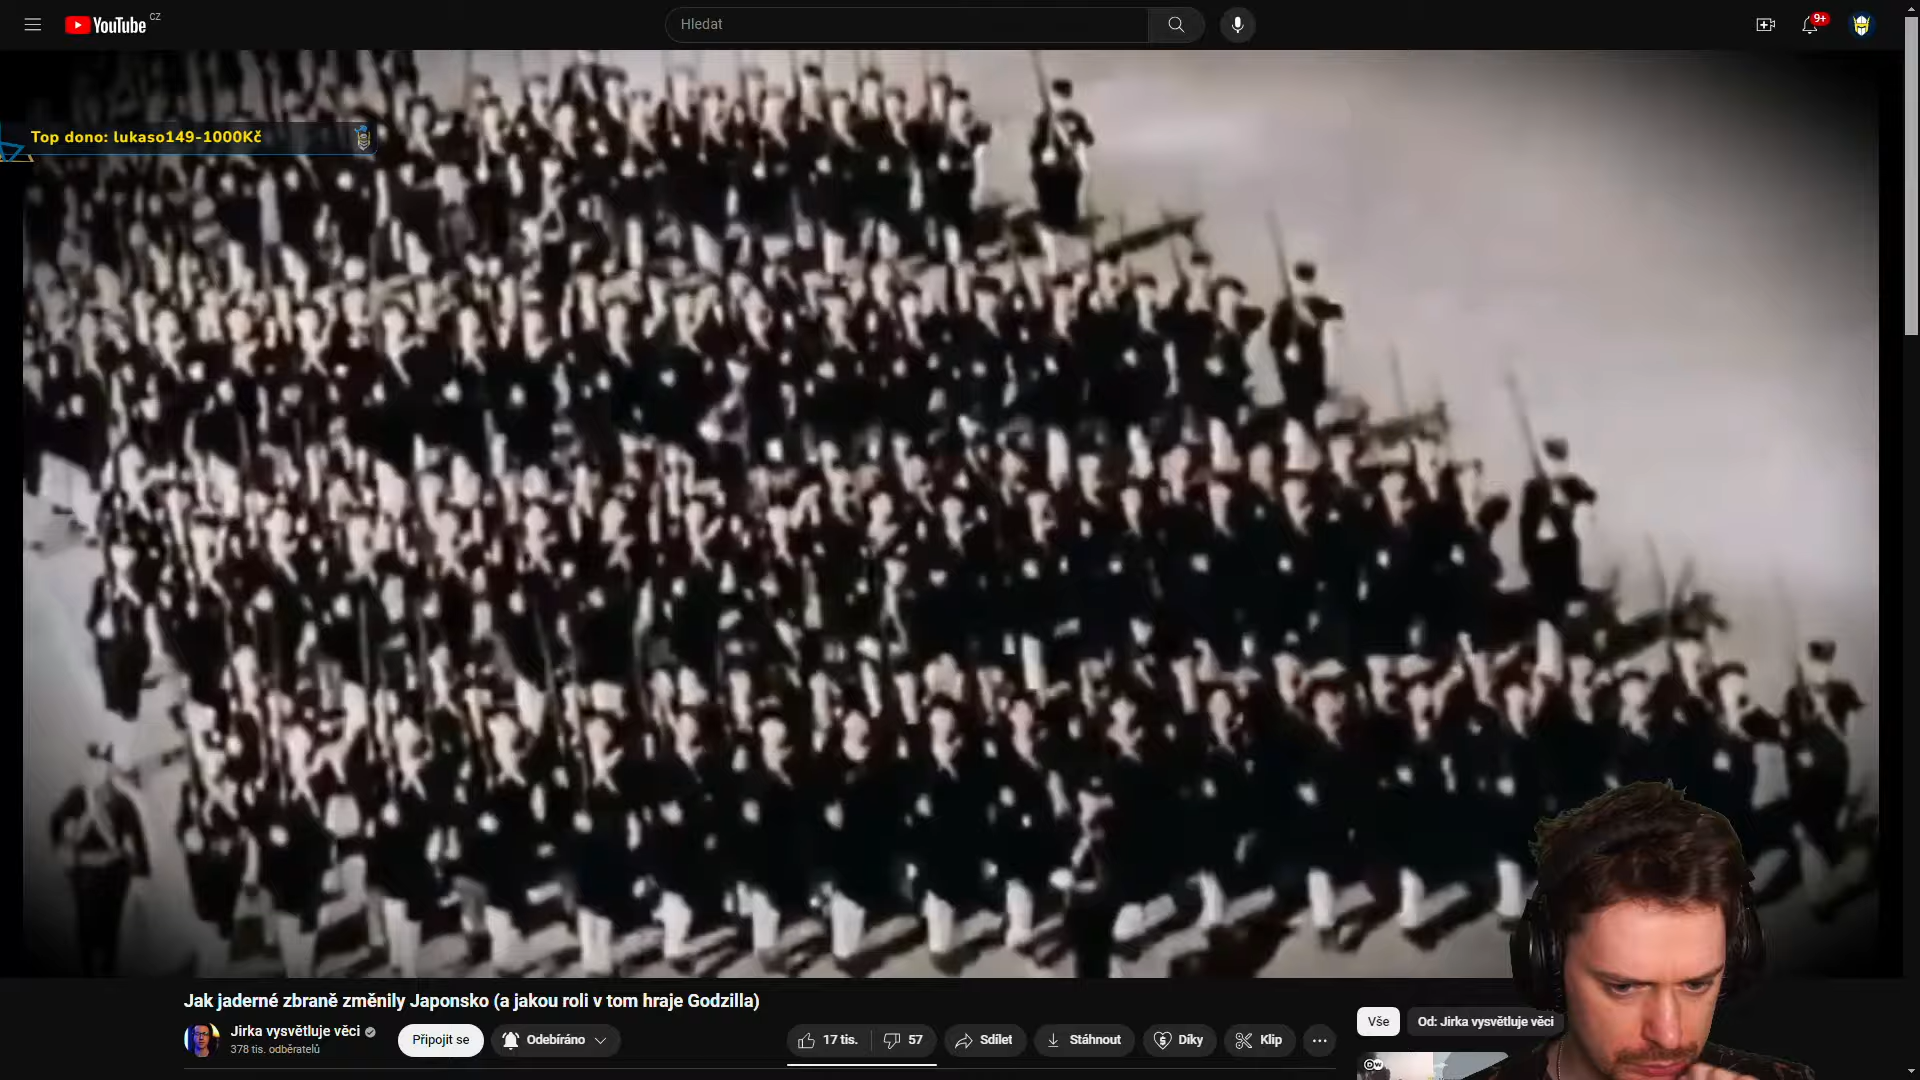 YouTube CZ
Hledat
9+
Top dono: lukaso149-1000Kč
Jak jaderné zbraně změnily Japonsko (a jakou roli v tom hraje Godzilla)
Jirka vysvětluje věci
378 tis. odběratelů
Připojit se
Odebíráno
17 tis.
57
Sdílet
Stáhnout
Díky
Klip
Vše
Od: Jirka vysvětluje věci
DW